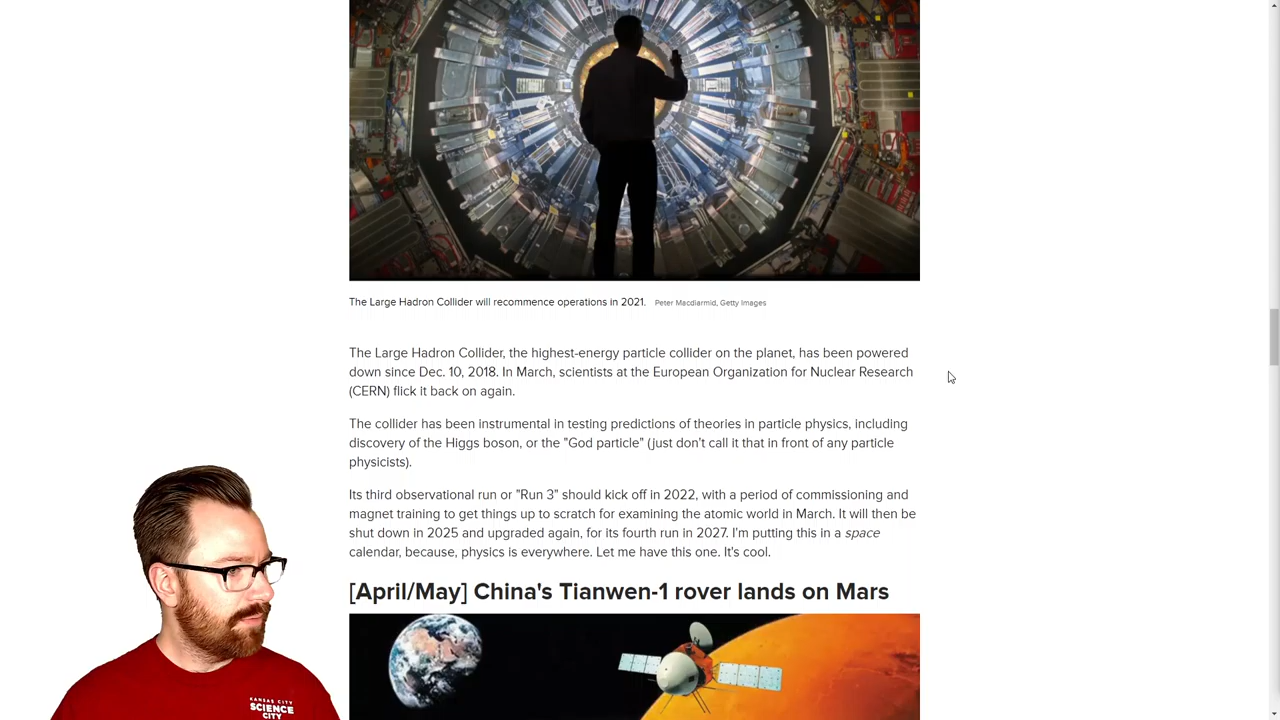 The Large Hadron Collider will recommence operations in 2021. Peter Macdiarmid, Getty Images
The Large Hadron Collider, the highest-energy particle collider on the planet, has been powered
down since Dec. 10, 2018. In March, scientists at the European Organization for Nuclear Research
(CERN) flick it back on again.
The collider has been instrumental in testing predictions of theories in particle physics, including
discovery of the Higgs boson, or the "God particle" (just don't call it that in front of any particle
physicists).
Its third observational run or "Run 3" should kick off in 2022, with a period of commissioning and
magnet training to get things up to scratch for examining the atomic world in March. It will then be
shut down in 2025 and upgraded again, for its fourth run in 2027. I'm putting this in a space
calendar, because, physics is everywhere. Let me have this one. It's cool.
[April/May] China's Tianwen-1 rover lands on Mars
KANSAS CITY
SCIENCE
CITY